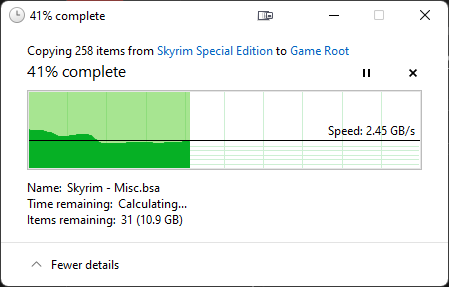 41% complete
Copying 258 items from Skyrim Special Edition to Game Root
41% complete
Speed: 2.45 GB/s
Name: Skyrim - Misc.bsa
Time remaining: Calculating...
Items remaining: 31 (10.9 GB)
Fewer details